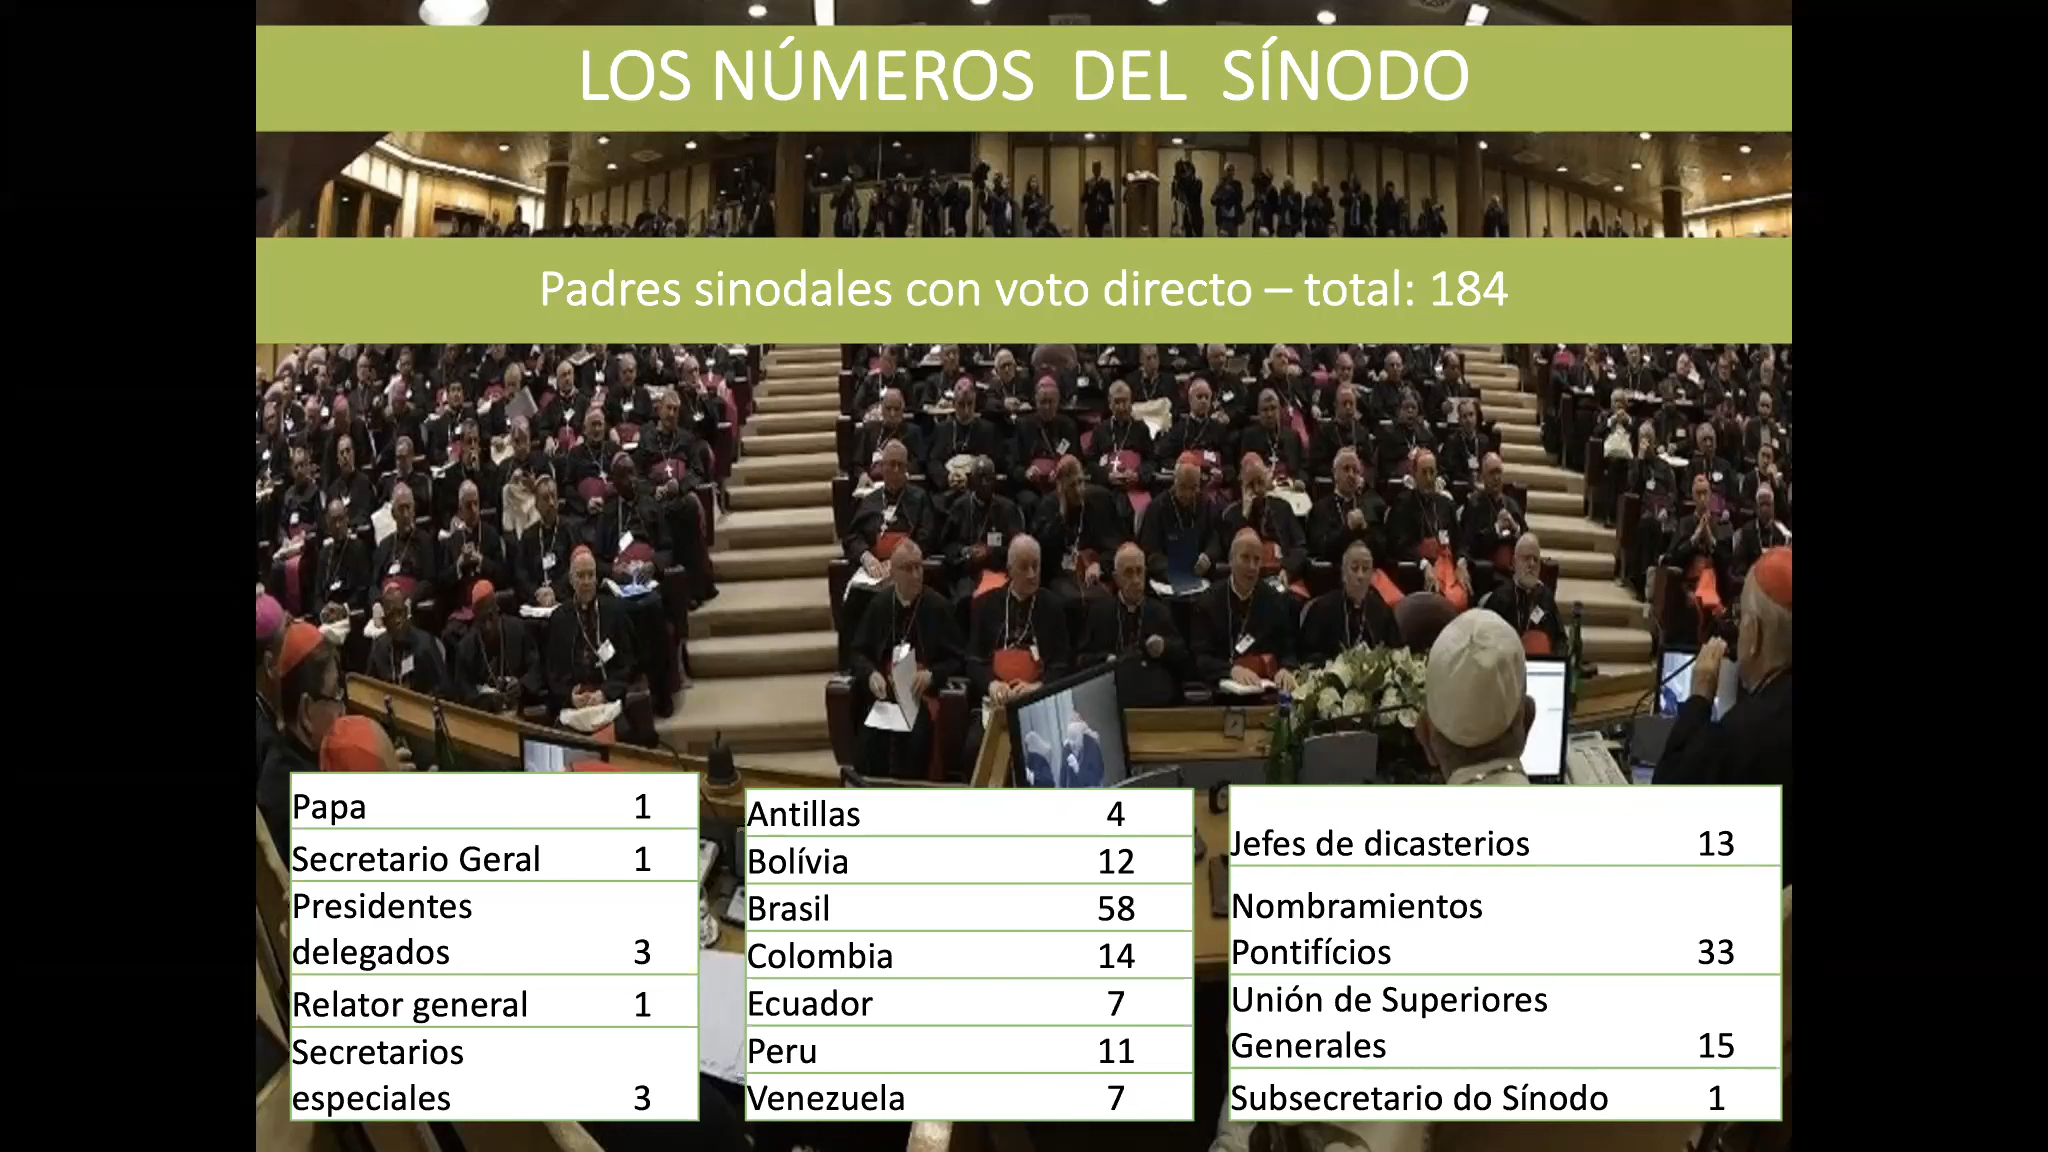 LOS NÚMEROS DEL SÍNODO
Padres sinodales con voto directo – total: 184
Papa 1
Secretario Geral 1
Presidentes
delegados 3
Relator general 1
Secretarios
especiales 3
Antillas 4
Bolívia 12
Brasil 58
Colombia 14
Ecuador 7
Peru 11
Venezuela 7
Jefes de dicasterios 13
Nombramientos
Pontifícios 33
Unión de Superiores
Generales 15
Subsecretario do Sínodo 1